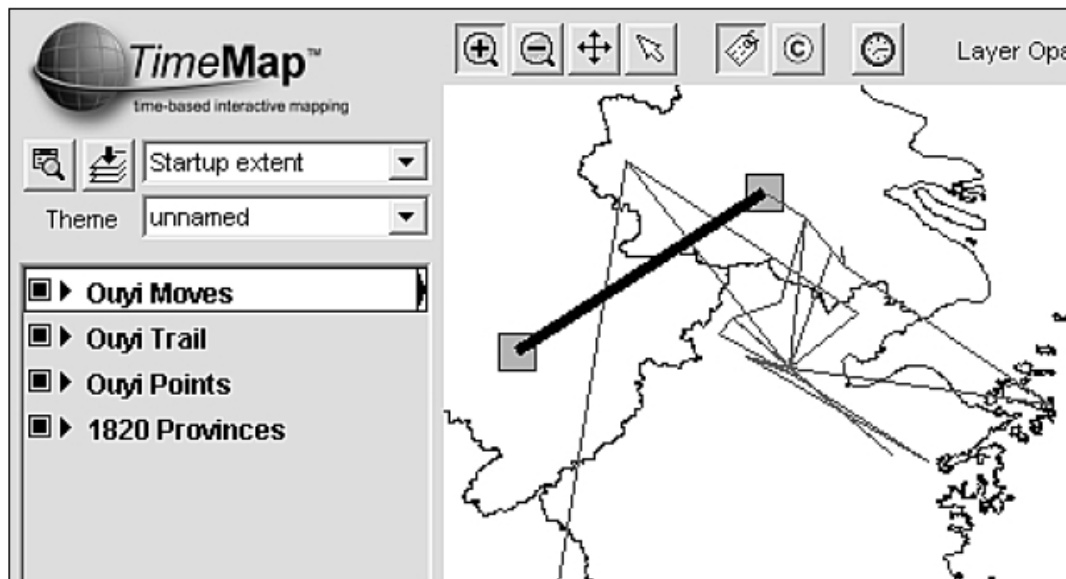 TimeMap™
time-based interactive mapping
© Layer Opa
Startup extent
Theme unnamed
Ouyi Moves
Ouyi Trail
Ouyi Points
1820 Provinces